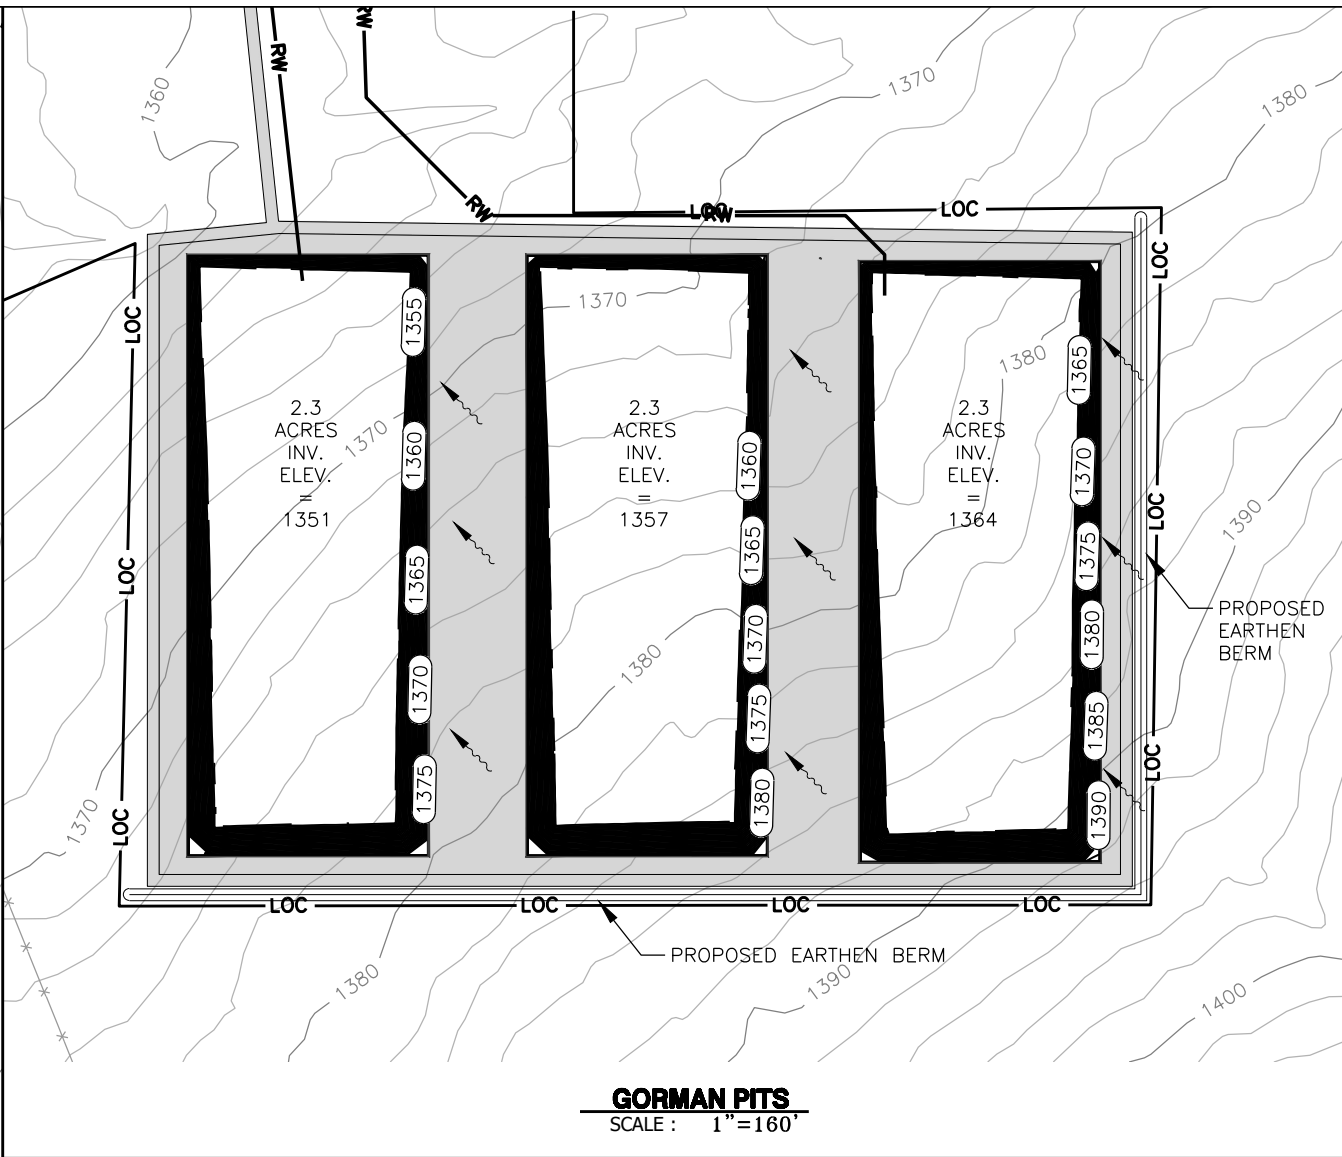 RW
RW
1360
1370
1380
RW
LOC
RW
LOC
LOC
LOC
1355
1370
1380
1365
2.3
ACRES
INV.
ELEV.
=
1351
1370
1360
2.3
ACRES
INV.
ELEV.
=
1357
1360
2.3
ACRES
INV.
ELEV.
=
1364
1370
LOC
1390
LOC
1365
1365
1375
PROPOSED
EARTHEN
BERM
1370
1380
1370
1380
1375
1385
LOC
1370
LOC
1375
1380
1390
LOC
LOC
LOC
LOC
PROPOSED EARTHEN BERM
1380
1390
1400
GORMAN PITS
SCALE : 1"=160'